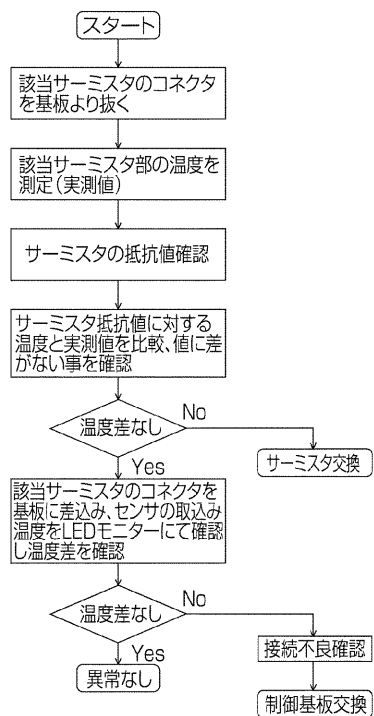 スタート
該当サーミスタのコネクタ
を基板より抜く
該当サーミスタ部の温度を
測定(実測値)
サーミスタの抵抗値確認
サーミスタ抵抗値に対する
温度と実測値を比較、値に差
がない事を確認
温度差なし
No
サーミスタ交換
Yes
該当サーミスタのコネクタを
基板に差込み、センサの取込み
温度をLEDモニターにて確認
し温度差を確認
温度差なし
No
接続不良確認
Yes
異常なし
制御基板交換